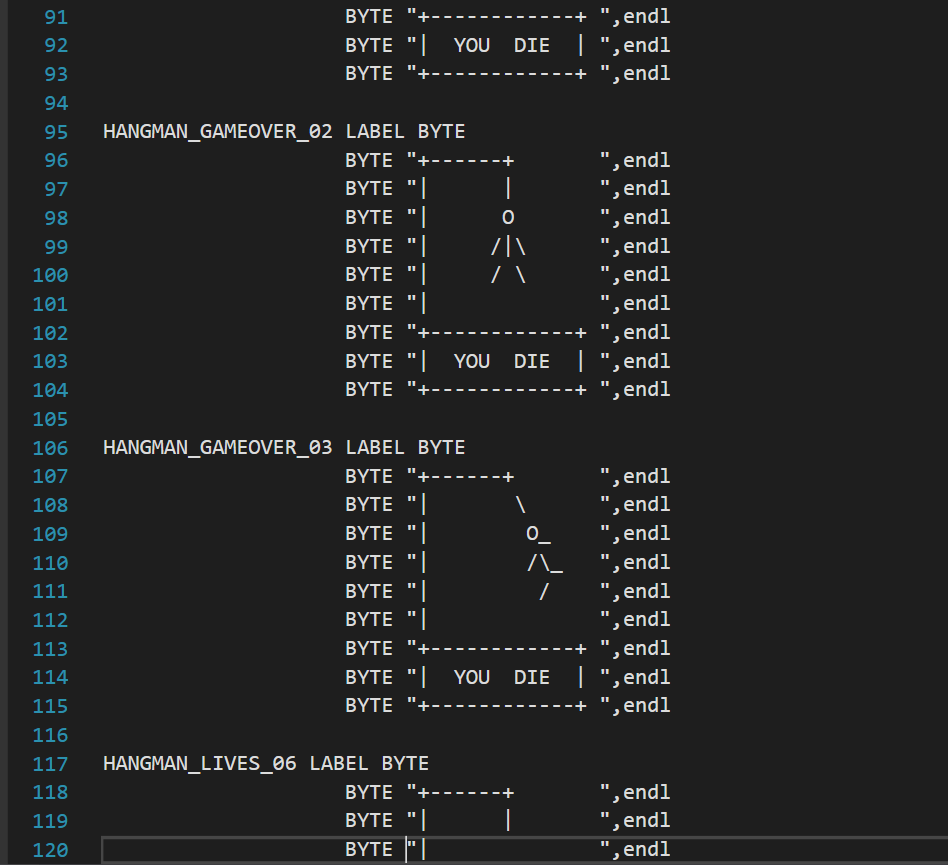 91                       BYTE "+------------+ ",endl
92                       BYTE "|  YOU  DIE  | ",endl
93                       BYTE "+------------+ ",endl
94
95   HANGMAN_GAMEOVER_02 LABEL BYTE
96                       BYTE "+------+       ",endl
97                       BYTE "|      |       ",endl
98                       BYTE "|      O       ",endl
99                       BYTE "|     /|\      ",endl
100                      BYTE "|     / \      ",endl
101                      BYTE "|              ",endl
102                      BYTE "+------------+ ",endl
103                      BYTE "|  YOU  DIE  | ",endl
104                      BYTE "+------------+ ",endl
105
106  HANGMAN_GAMEOVER_03 LABEL BYTE
107                      BYTE "+------+       ",endl
108                      BYTE "|       \      ",endl
109                      BYTE "|        O_    ",endl
110                      BYTE "|        /\_   ",endl
111                      BYTE "|         /    ",endl
112                      BYTE "|              ",endl
113                      BYTE "+------------+ ",endl
114                      BYTE "|  YOU  DIE  | ",endl
115                      BYTE "+------------+ ",endl
116
117  HANGMAN_LIVES_06 LABEL BYTE
118                      BYTE "+------+       ",endl
119                      BYTE "|      |       ",endl
120                      BYTE "|              ",endl